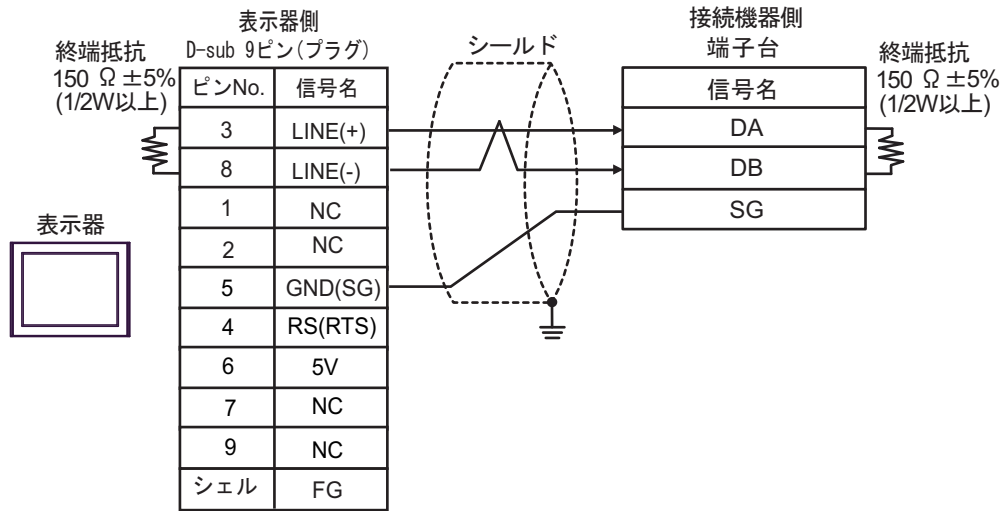 表示器側
D-sub 9ピン(プラグ)
終端抵抗
150 Ω ±5%
(1/2W以上)
ピンNo. 信号名
3 LINE(+)
8 LINE(-)
1 NC
2 NC
5 GND(SG)
4 RS(RTS)
6 5V
7 NC
9 NC
シェル FG
表示器
シールド
接続機器側
端子台
信号名
DA
DB
SG
終端抵抗
150 Ω ±5%
(1/2W以上)